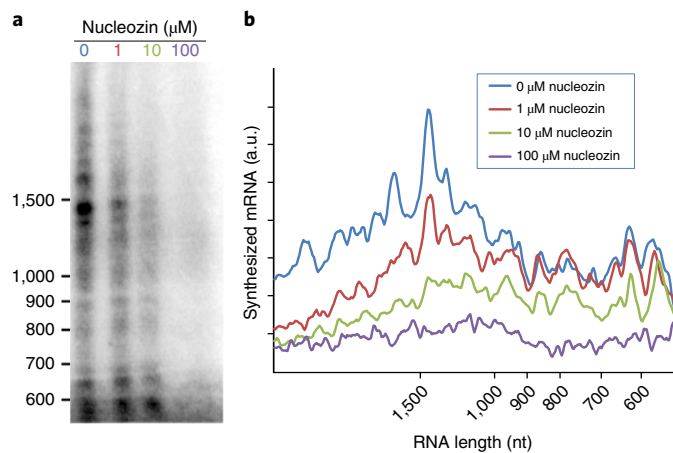 a
Nucleozin (μM)
0 1 10 100
1,500
1,000
900
800
700
600
b
Synthesized mRNA (a.u.)
0 μM nucleozin
1 μM nucleozin
10 μM nucleozin
100 μM nucleozin
1,500 1,000 900 800 700 600
RNA length (nt)